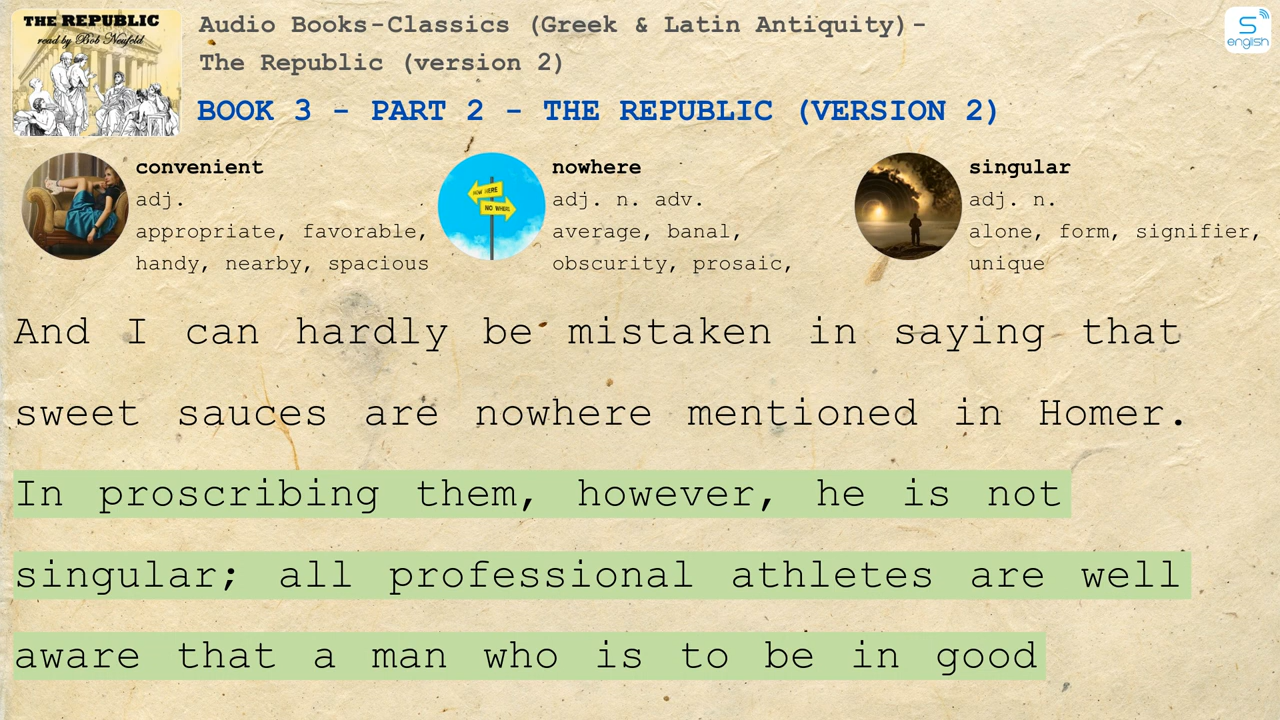 THE REPUBLIC
read by Bob Neufeld
Audio Books-Classics (Greek & Latin Antiquity)-
The Republic (version 2)
BOOK 3 - PART 2 - THE REPUBLIC (VERSION 2)
S
english
convenient
adj.
appropriate, favorable,
handy, nearby, spacious
NOW HERE
NO WHERE
nowhere
adj. n. adv.
average, banal,
obscurity, prosaic,
singular
adj. n.
alone, form, signifier,
unique
And I can hardly be mistaken in saying that
sweet sauces are nowhere mentioned in Homer.
In proscribing them, however, he is not
singular; all professional athletes are well
aware that a man who is to be in good